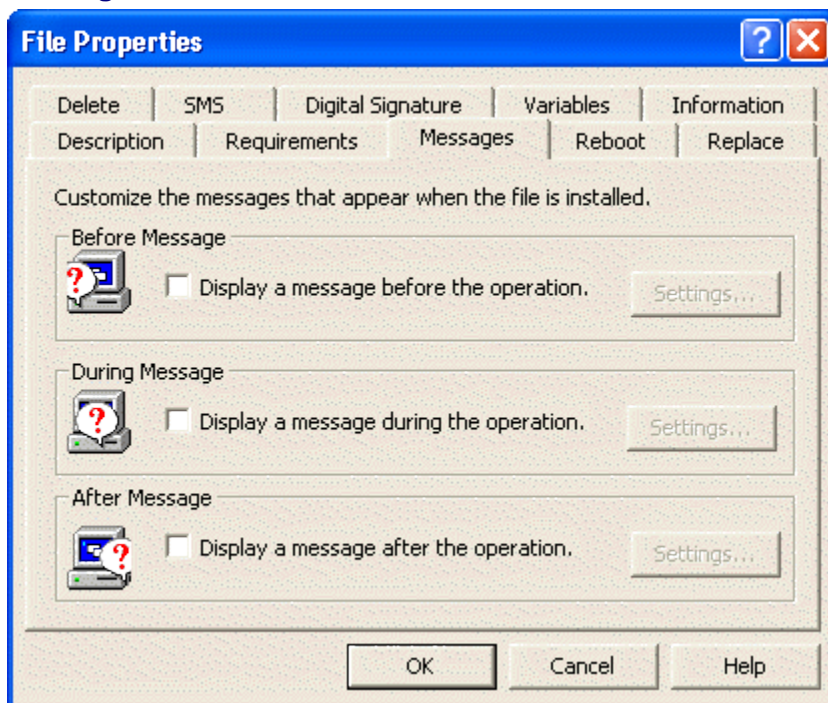 File Properties
?
Delete SMS Digital Signature Variables Information
Description Requirements Messages Reboot Replace
Customize the messages that appear when the file is installed.
Before Message
? Display a message before the operation. Settings...
During Message
? Display a message during the operation. Settings...
After Message
? Display a message after the operation. Settings...
OK Cancel Help